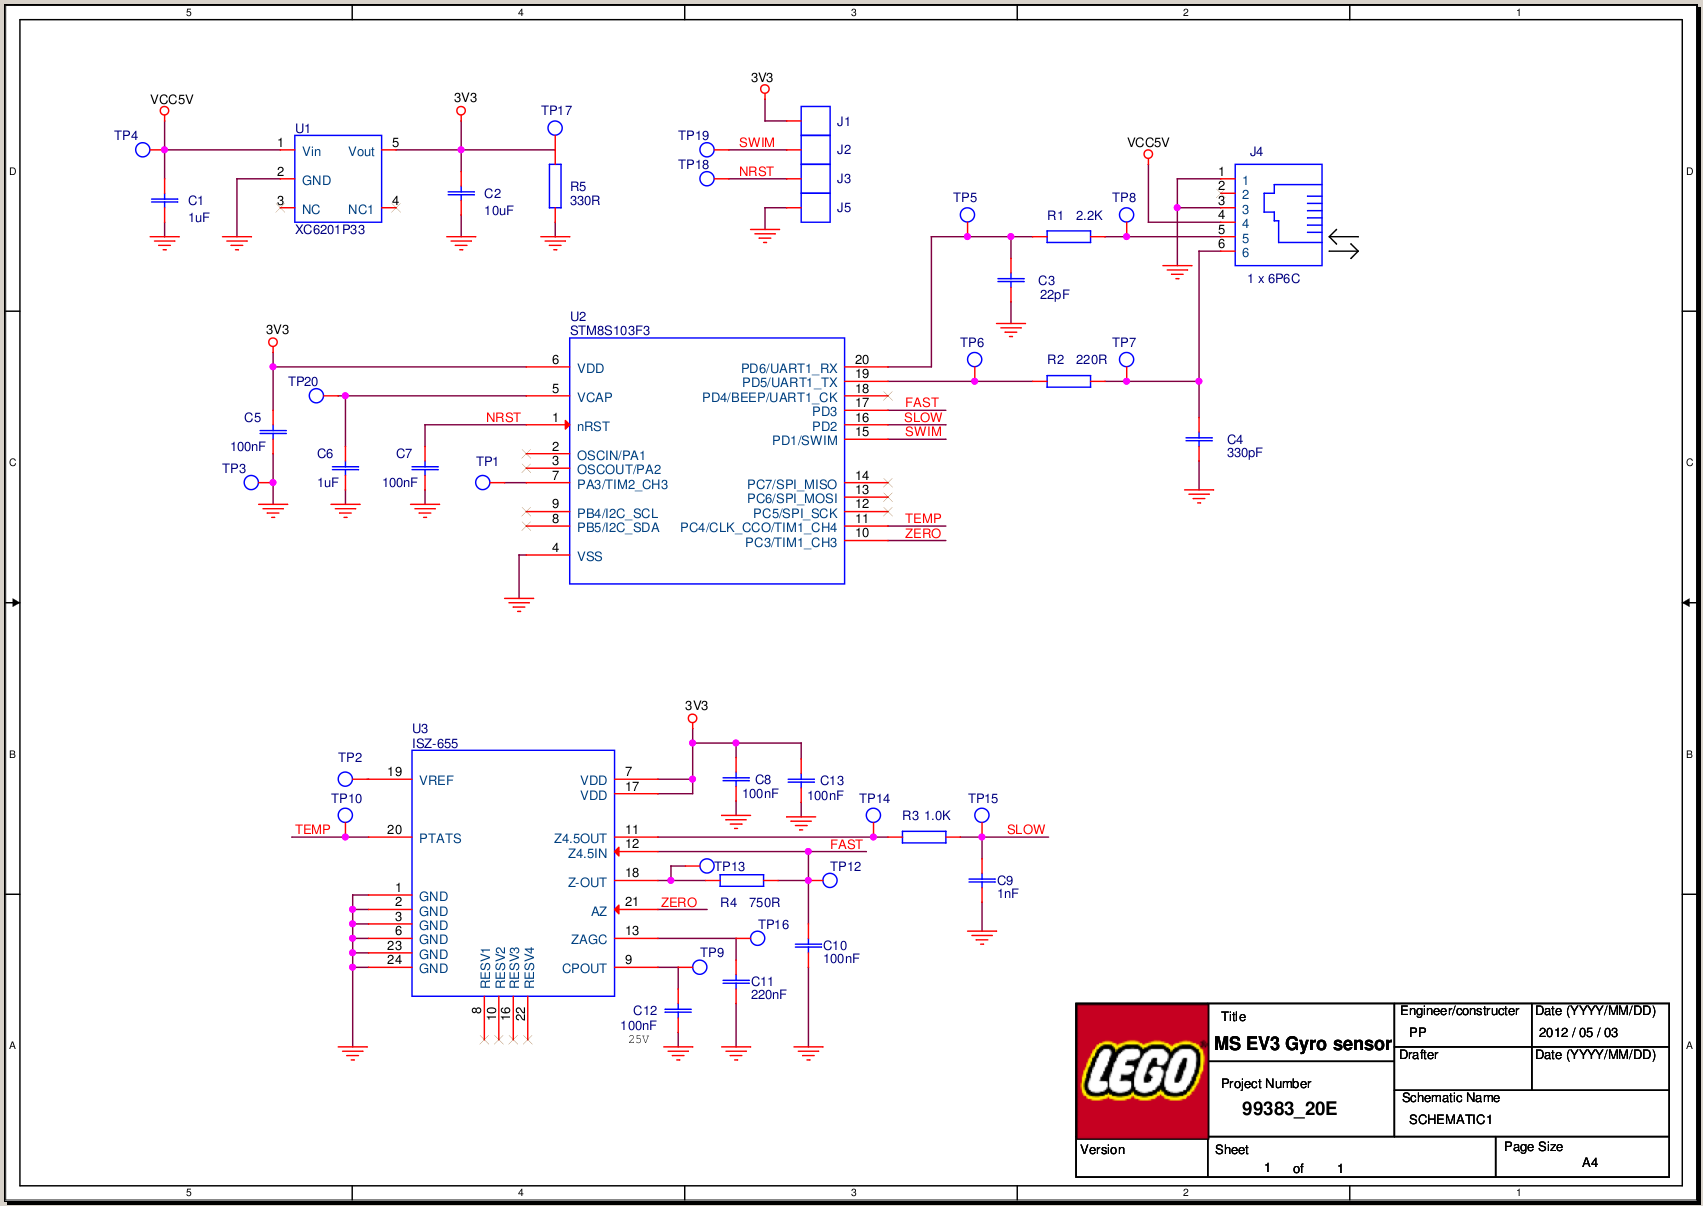 5 4 3 2 1
D
C
B
A
VCC5V
TP4
C1
1uF
U1
1 Vin
2 GND
3 NC
Vout 5
NC1 4
XC6201P33
3V3
C2
10uF
TP17
R5
330R
3V3
TP19 SWIM
TP18 NRST
J1
J2
J3
J5
VCC5V
J4
1 1
2 2
3 3
4 4
5 5
6 6
1 x 6P6C
TP5
R1 2.2K
TP8
C3
22pF
TP6
R2 220R
TP7
C4
330pF
3V3
TP20
C5
100nF
TP3
C6
1uF
C7
100nF
NRST
TP1
U2
STM8S103F3
6 VDD
5 VCAP
1 nRST
2 OSCIN/PA1
3 OSCOUT/PA2
7 PA3/TIM2_CH3
9 PB4/I2C_SCL
8 PB5/I2C_SDA
4 VSS
PD6/UART1_RX 20
PD5/UART1_TX 19
PD4/BEEP/UART1_CK 18
PD3 17 FAST
PD2 16 SLOW
PD1/SWIM 15 SWIM
PC7/SPI_MISO 14
PC6/SPI_MOSI 13
PC5/SPI_SCK 12
PC4/CLK_CCO/TIM1_CH4 11 TEMP
PC3/TIM1_CH3 10 ZERO
U3
ISZ-655
TP2
19 VREF
TP10
TEMP 20 PTATS
1 GND
2 GND
3 GND
6 GND
23 GND
24 GND
RESV1 8
RESV2 10
RESV3 16
RESV4 22
3V3
VDD 7
VDD 17
C8
100nF
C13
100nF
Z4.5OUT 11
Z4.5IN 12 FAST
TP14
R3 1.0K
TP15
SLOW
C9
1nF
Z-OUT 18
TP13
R4 750R
TP12
AZ 21 ZERO
ZAGC 13
TP16
CPOUT 9
TP9
C10
100nF
C11
220nF
C12
100nF
25V
LEGO
Title
MS EV3 Gyro sensor
Project Number
99383_20E
Engineer/constructer
PP
Date (YYYY/MM/DD)
2012 / 05 / 03
Drafter
Date (YYYY/MM/DD)
Schematic Name
SCHEMATIC1
Version
Sheet
1 of 1
Page Size
A4
D
C
B
A
5 4 3 2 1